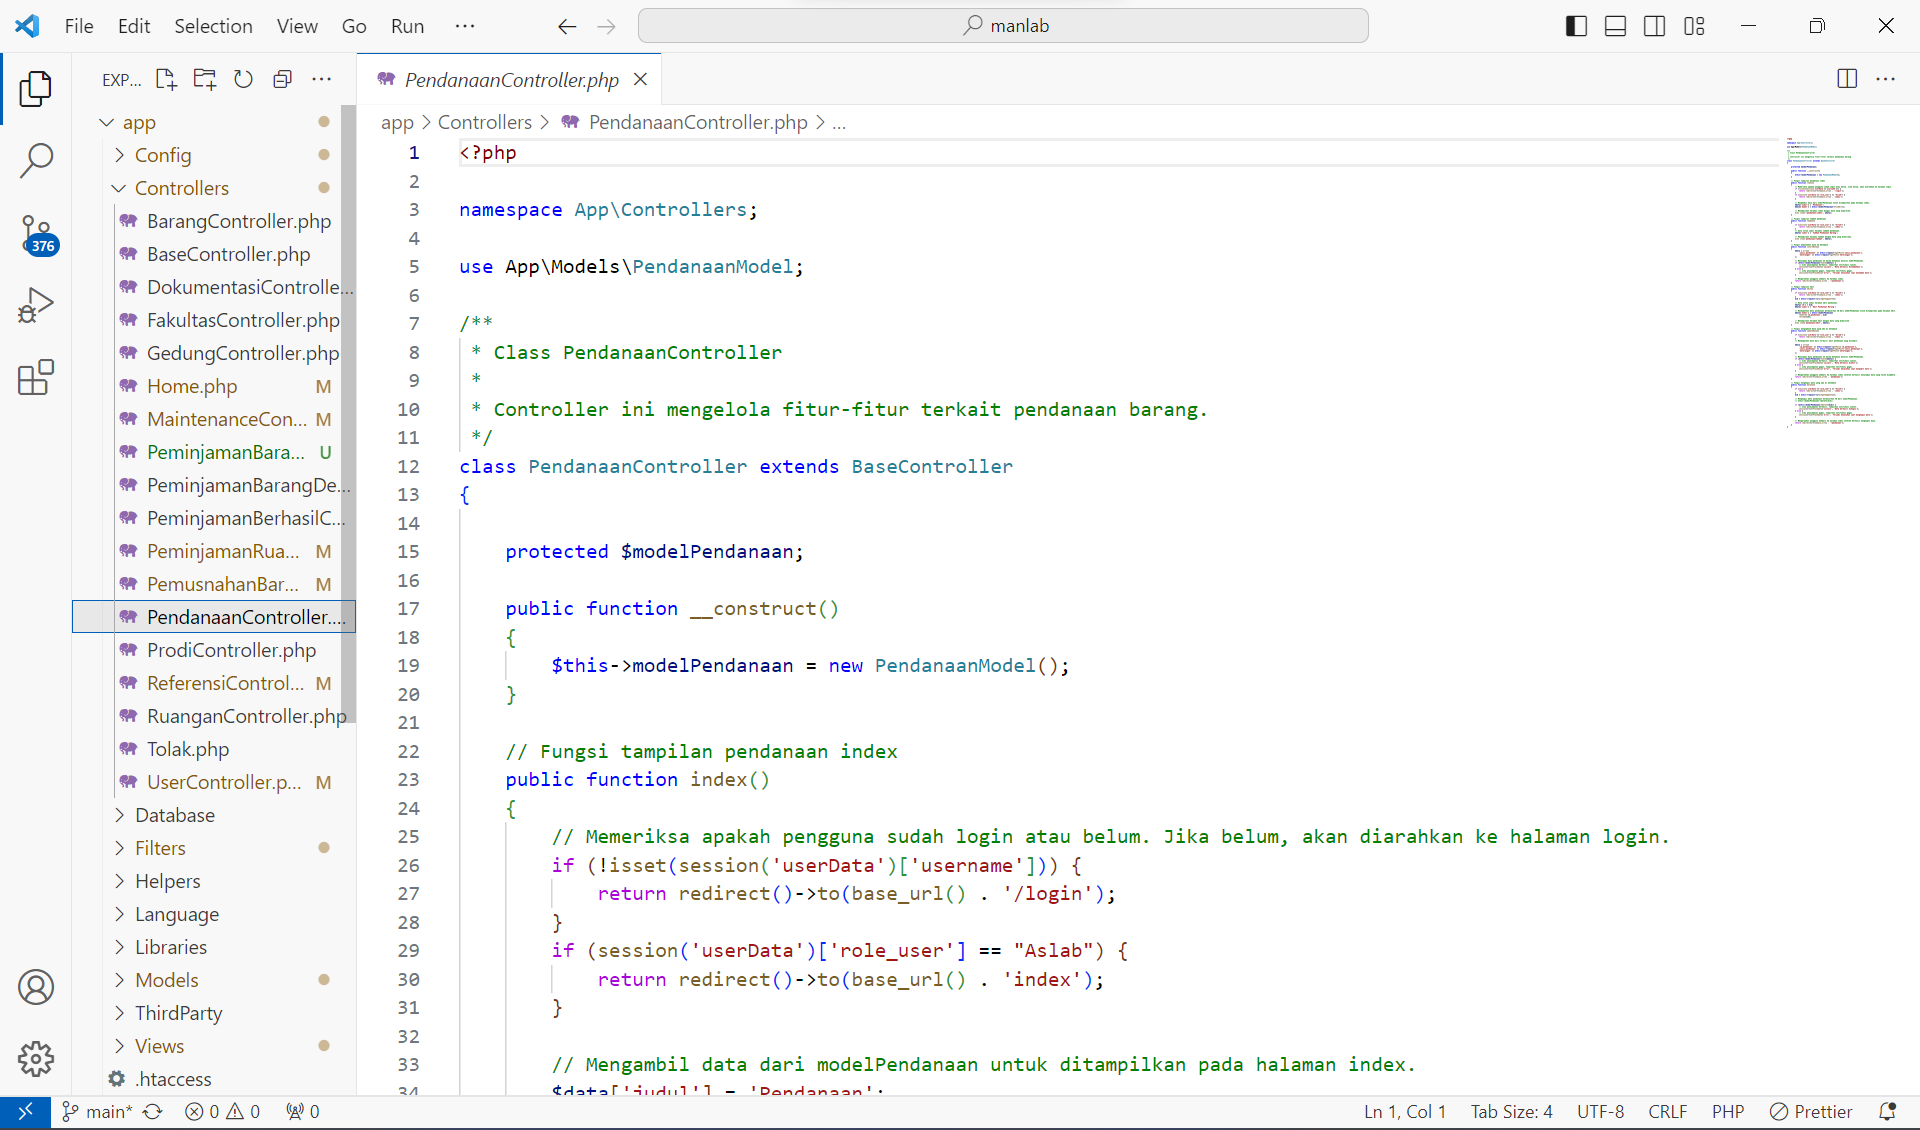 File Edit Selection View Go Run ··· manlab
EXP...
app
Config
Controllers
BarangController.php
BaseController.php
DokumentasiControlle...
FakultasController.php
GedungController.php
Home.php M
MaintenanceCon... M
PeminjamanBara... U
PeminjamanBarangDe...
PeminjamanBerhasilC...
PeminjamanRua... M
PemusnahanBar... M
PendanaanController....
ProdiController.php
ReferensiControl... M
RuanganController.php
Tolak.php
UserController.p... M
Database
Filters
Helpers
Language
Libraries
Models
ThirdParty
Views
.htaccess
376
PendanaanController.php
app > Controllers > PendanaanController.php > ...
1 <?php
2
3 namespace App\Controllers;
4
5 use App\Models\PendanaanModel;
6
7 /**
8 * Class PendanaanController
9 *
10 * Controller ini mengelola fitur-fitur terkait pendanaan barang.
11 */
12 class PendanaanController extends BaseController
13 {
14
15 protected $modelPendanaan;
16
17 public function __construct()
18 {
19 $this->modelPendanaan = new PendanaanModel();
20 }
21
22 // Fungsi tampilan pendanaan index
23 public function index()
24 {
25 // Memeriksa apakah pengguna sudah login atau belum. Jika belum, akan diarahkan ke halaman login.
26 if (!isset(session('userData')['username'])) {
27 return redirect()->to(base_url() . '/login');
28 }
29 if (session('userData')['role_user'] == "Aslab") {
30 return redirect()->to(base_url() . 'index');
31 }
32
33 // Mengambil data dari modelPendanaan untuk ditampilkan pada halaman index.
34 $data['judul'] = 'Pendanaan';
main* 0 0 0 Ln 1, Col 1 Tab Size: 4 UTF-8 CRLF PHP Prettier